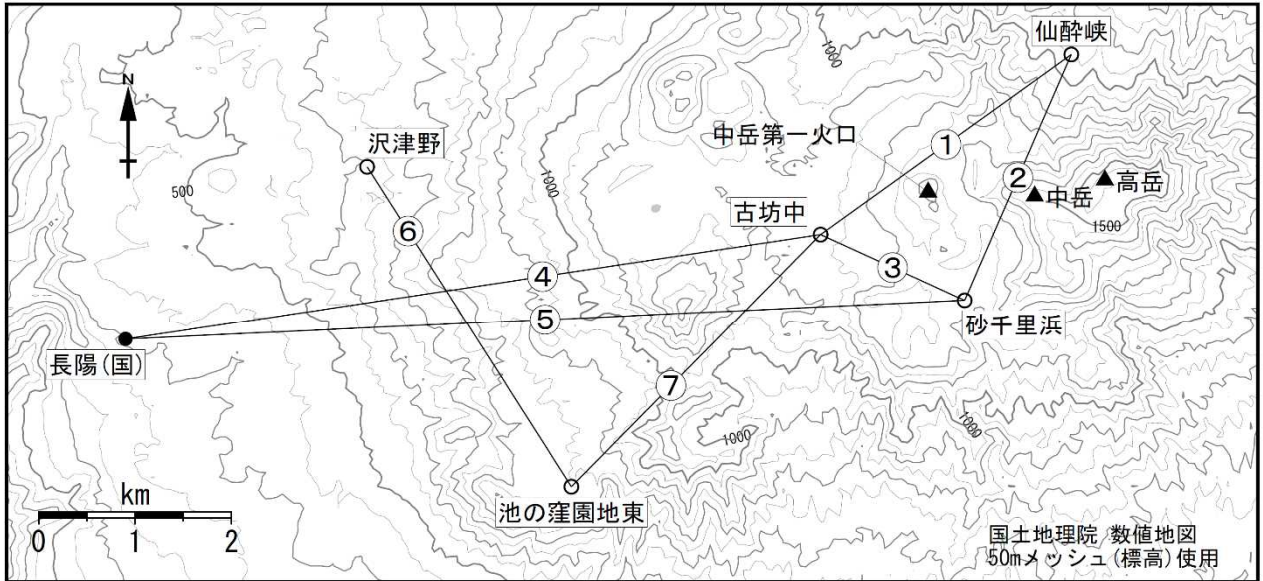 仙酔峡
1000
N
①
沢津野
中岳第一火口
500
1000
②
高岳
中岳
古坊中
⑥
1500
③
④
砂千里浜
⑤
長陽(国)
⑦
1000
1000
km
0 1 2
池の窪園地東
国土地理院 数値地図
50mメッシュ(標高)使用